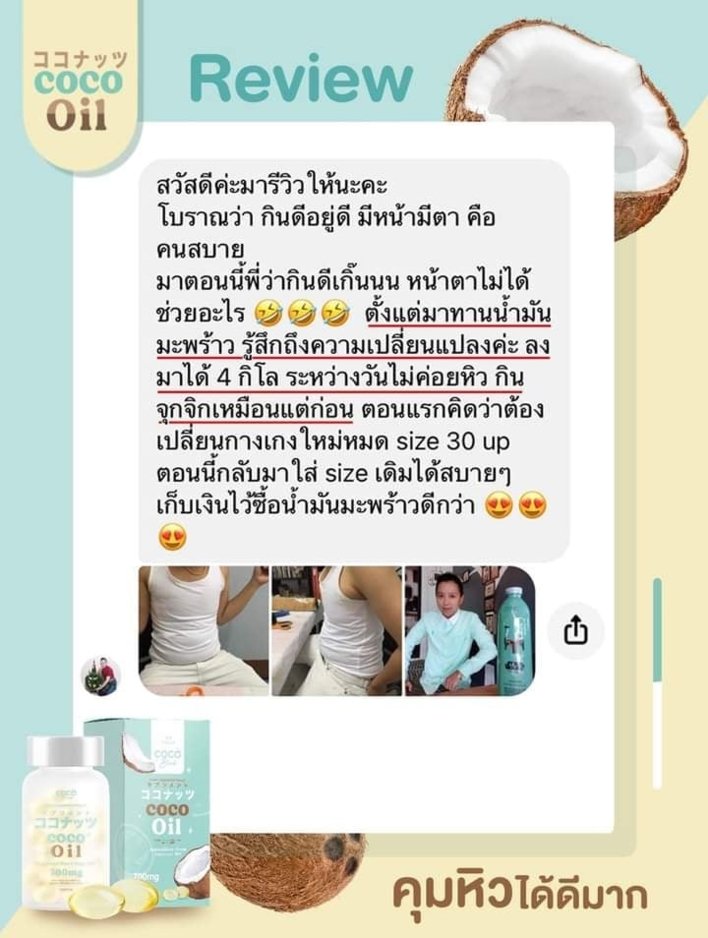 ココナッツ
coco
Oil
Review
สวัสดีค่ะมารีวิวให้นะคะ
โบราณว่า กินดีอยู่ดี มีหน้ามีตา คือ
คนสบาย
มาตอนนี้พี่ว่ากินดีเกิ๊นนน หน้าตาไม่ได้
ช่วยอะไร 🤣🤣🤣 ตั้งแต่มาทานน้ำมัน
มะพร้าว รู้สึกถึงความเปลี่ยนแปลงค่ะ ลง
มาได้ 4 กิโล ระหว่างวันไม่ค่อยหิว กิน
จุกจิกเหมือนแต่ก่อน ตอนแรกคิดว่าต้อง
เปลี่ยนกางเกงใหม่หมด size 30 up
ตอนนี้กลับมาใส่ size เดิมได้สบายๆ
เก็บเงินไว้ซื้อน้ำมันมะพร้าวดีกว่า 😍😍
😍
coco
ココナッツ
coco
Oil
700mg
coco
ココナッツ
coco
Oil
คุมหิวได้ดีมาก